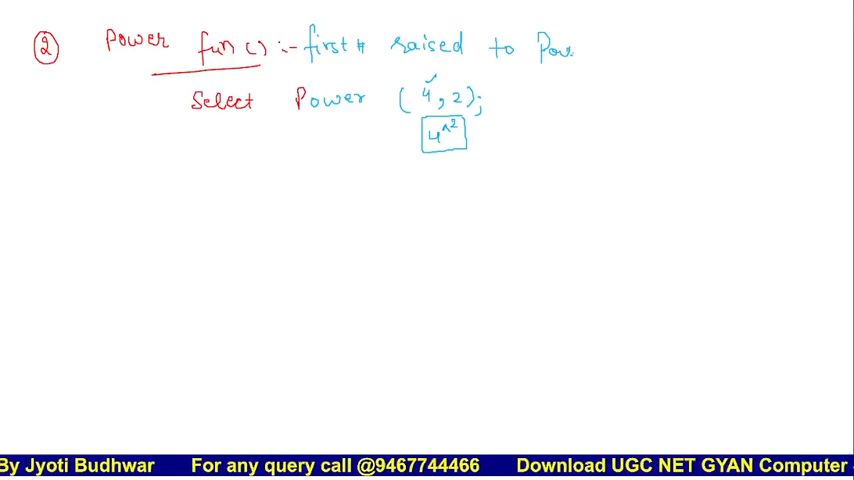 ② Power fun() :- first # raised to Pow
Select Power (4, 2);
4^2
By Jyoti Budhwar For any query call @9467744466 Download UGC NET GYAN Computer